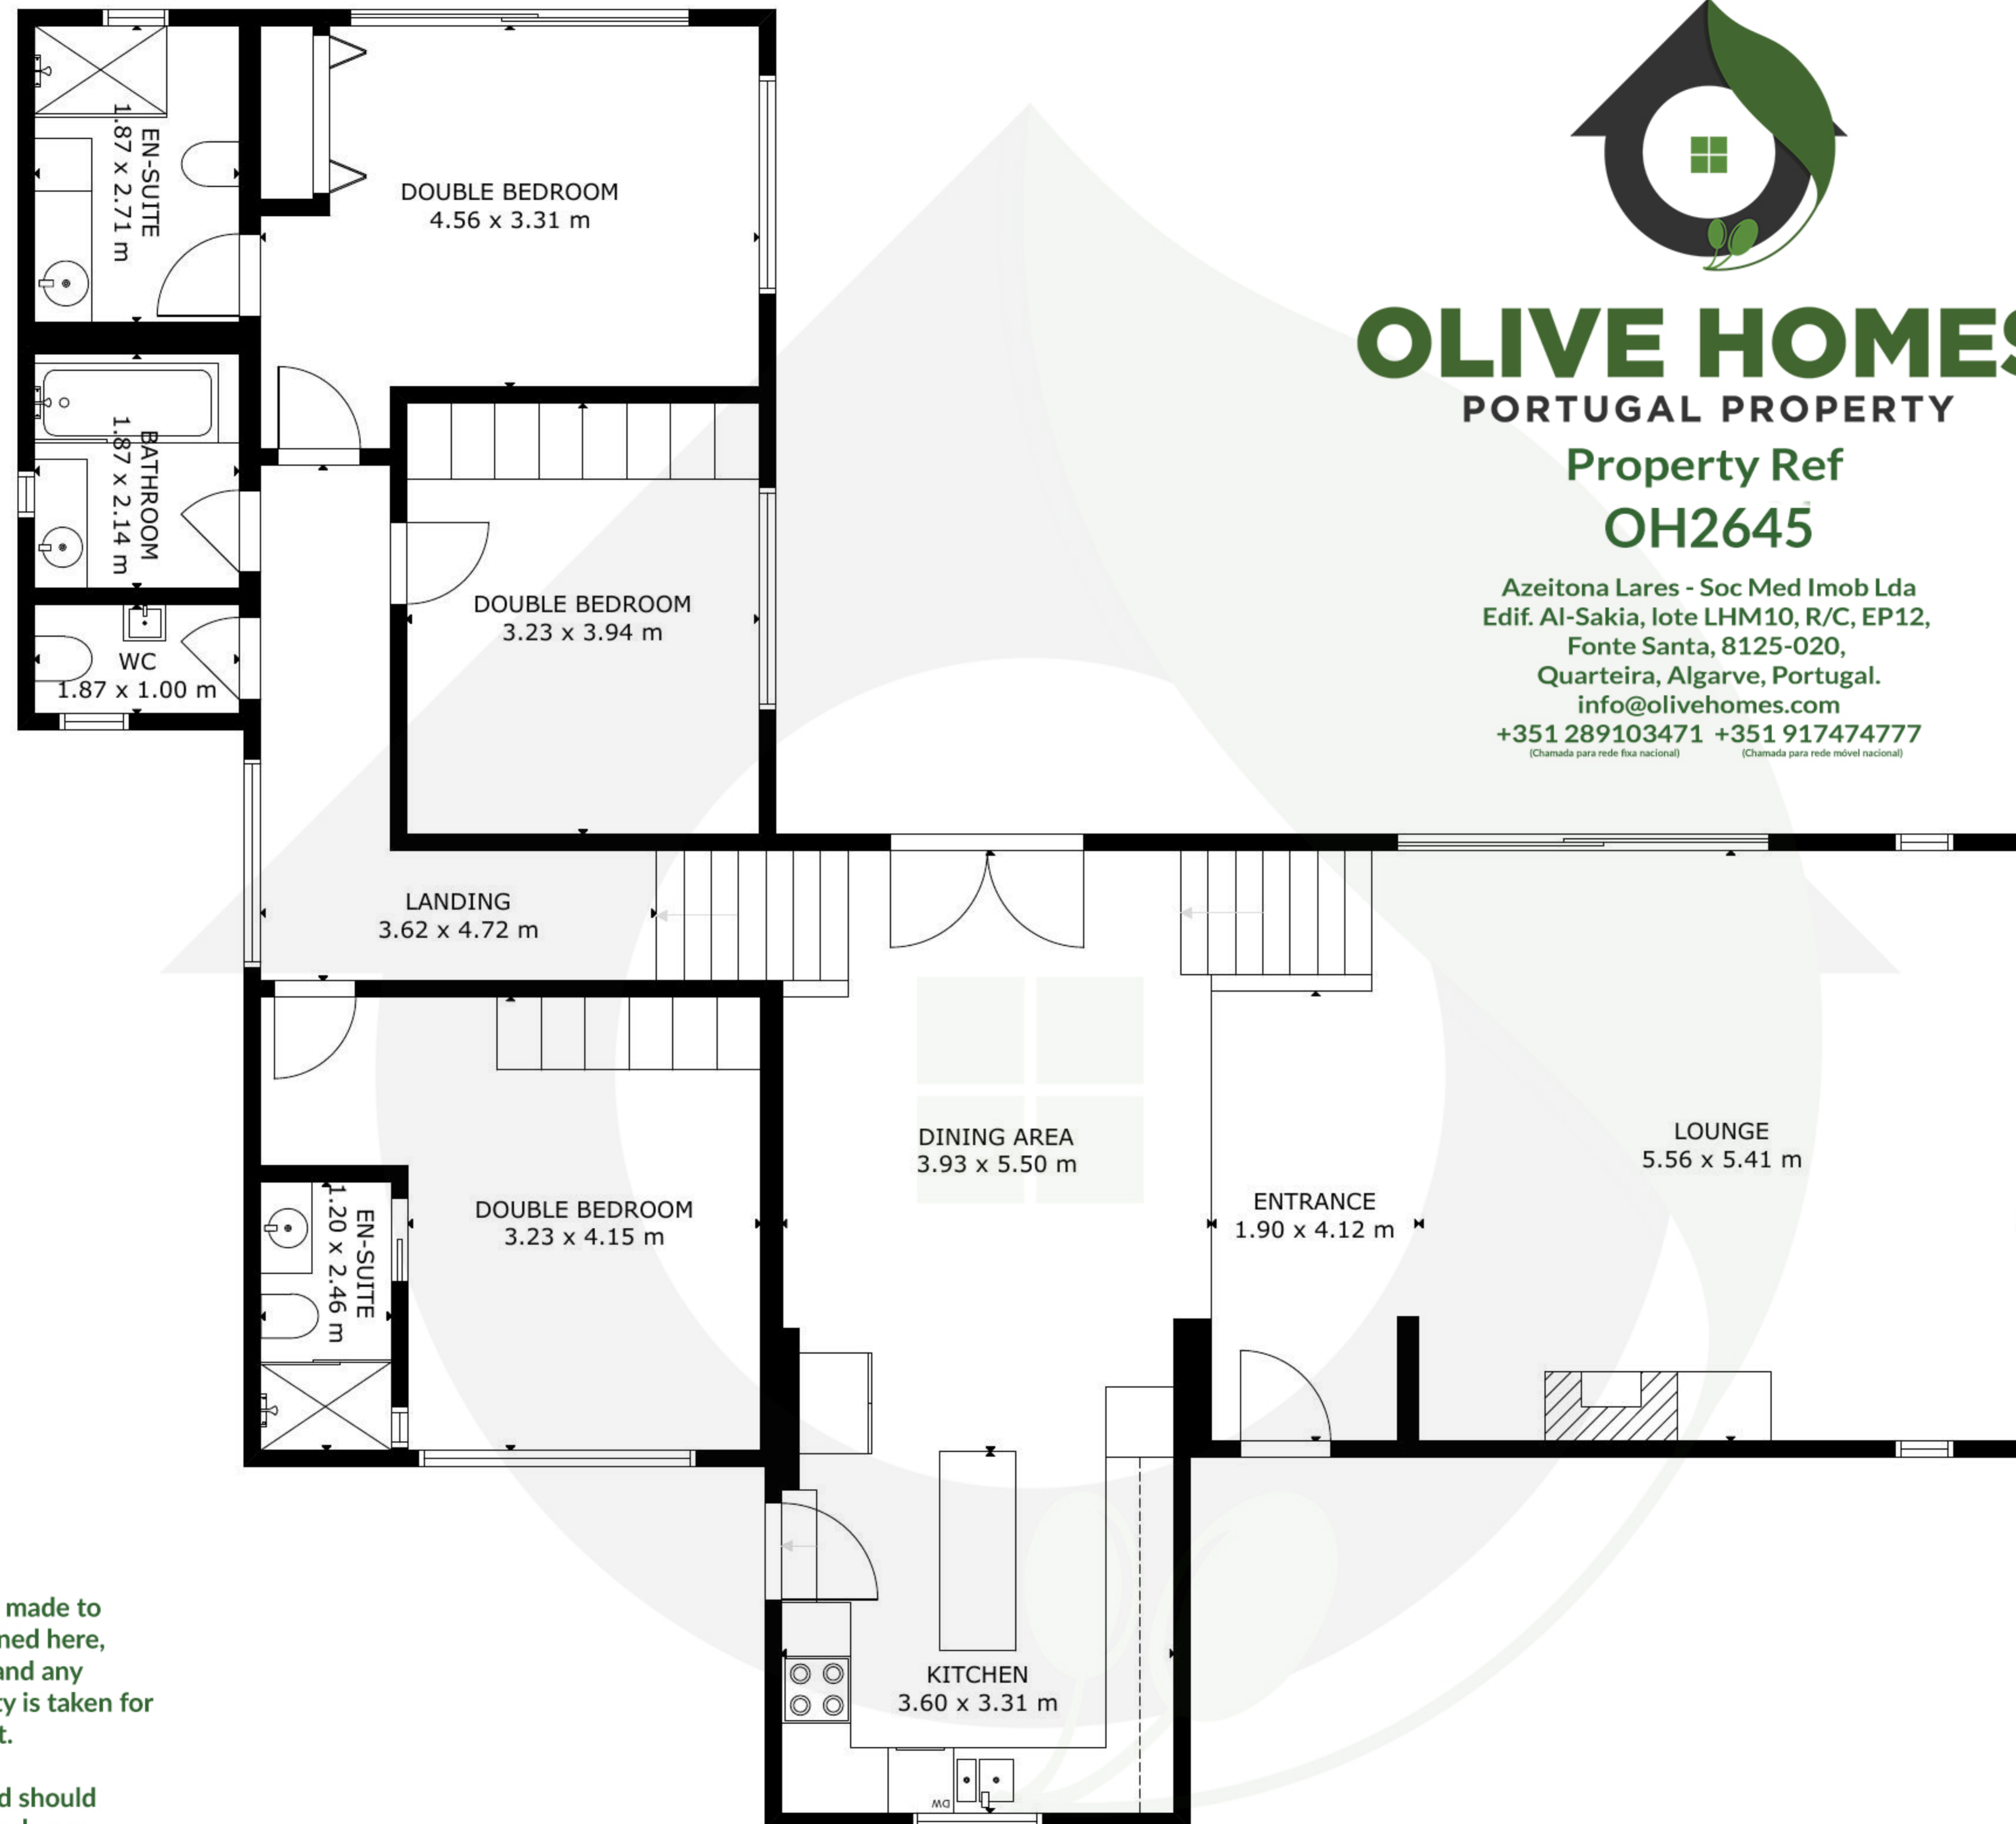 EN-SUITE
1.87 x 2.71 m
DOUBLE BEDROOM
4.56 x 3.31 m
OLIVE HOMES
PORTUGAL PROPERTY
Property Ref
OH2645
Azeitona Lares - Soc Med Imob Lda
Edif. Al-Sakia, lote LHM10, R/C, EP12,
Fonte Santa, 8125-020,
Quarteira, Algarve, Portugal.
info@olivehomes.com
+351 289103471 +351 917474777
(Chamada para rede fixa nacional) (Chamada para rede móvel nacional)
BATHROOM
1.87 x 2.14 m
DOUBLE BEDROOM
3.23 x 3.94 m
WC
1.87 x 1.00 m
LANDING
3.62 x 4.72 m
DINING AREA
3.93 x 5.50 m
LOUNGE
5.56 x 5.41 m
ENTRANCE
1.90 x 4.12 m
DOUBLE BEDROOM
3.23 x 4.15 m
EN-SUITE
1.20 x 2.46 m
KITCHEN
3.60 x 3.31 m
DW
made to
ned here,
and any
ty is taken for
t.
d should